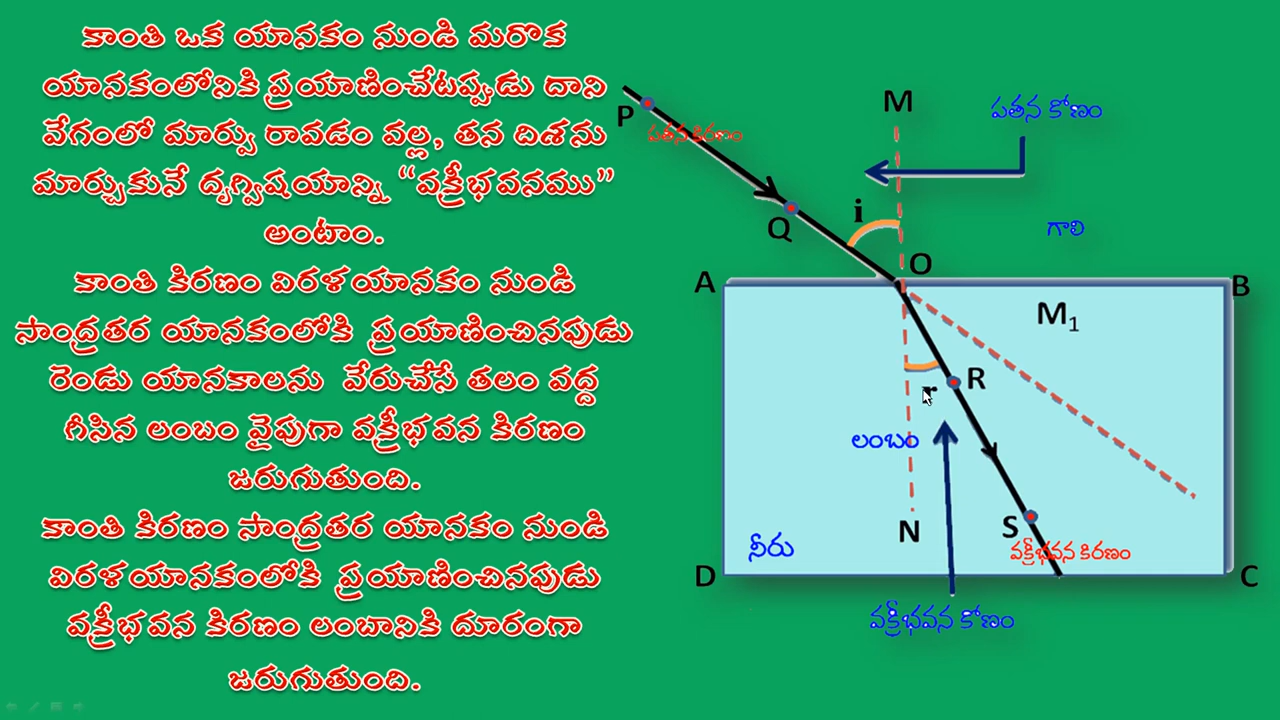 కాంతి ఒక యానకం నుండి మరొక
యానకంలోనికి ప్రయాణించేటప్పుడు దాని
వేగంలో మార్పు రావడం వల్ల, తన దిశను
మార్చుకునే దృగ్విషయాన్ని “వక్రీభవనము”
అంటాం.
కాంతి కిరణం విరళయానకం నుండి
సాంద్రతర యానకంలోకి ప్రయాణించినపుడు
రెండు యానకాలను వేరుచేసే తలం వద్ద
గీసిన లంబం వైపుగా వక్రీభవన కిరణం
జరుగుతుంది.
కాంతి కిరణం సాంద్రతర యానకం నుండి
విరళయానకంలోకి ప్రయాణించినపుడు
వక్రీభవన కిరణం లంబానికి దూరంగా
జరుగుతుంది.
P
పతన కిరణం
M
పతన కోణం
Q
i
గాలి
O
A
B
M₁
R
r
లంబం
N
S
నీరు
వక్రీభవన కిరణం
D
C
వక్రీభవన కోణం